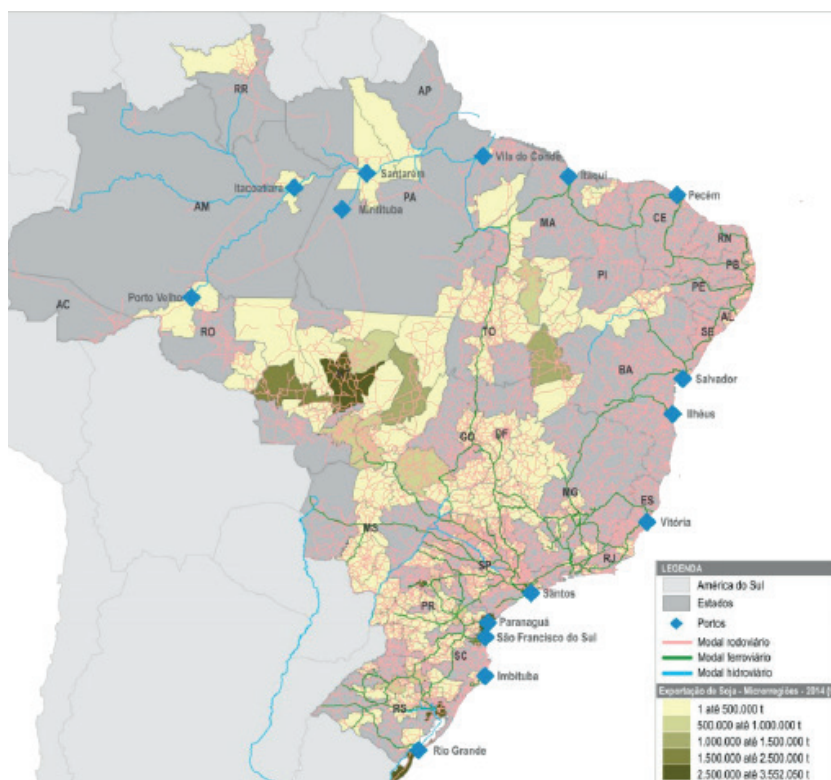 RR
AP
Vila do Conde
Santarém
Itaqui
Itacoatiara
AM
Miritituba
PA
Pecém
MA
CE
RN
PB
PI
PE
AC
Porto Velho
AL
RO
TO
SE
BA
Salvador
Ilhéus
GO
DF
MG
ES
Vitória
MS
RJ
SP
Santos
PR
Paranaguá
São Francisco do Sul
SC
Imbituba
RS
Rio Grande
LEGENDA
América do Sul
Estados
Portos
Modal rodoviário
Modal ferroviário
Modal hidroviário
Exportação de Soja - Microrregiões - 2014 (
1 até 500.000 t
500.000 até 1.000.000 t
1.000.000 até 1.500.000 t
1.500.000 até 2.500.000 t
2.500.000 até 3.552.050 t